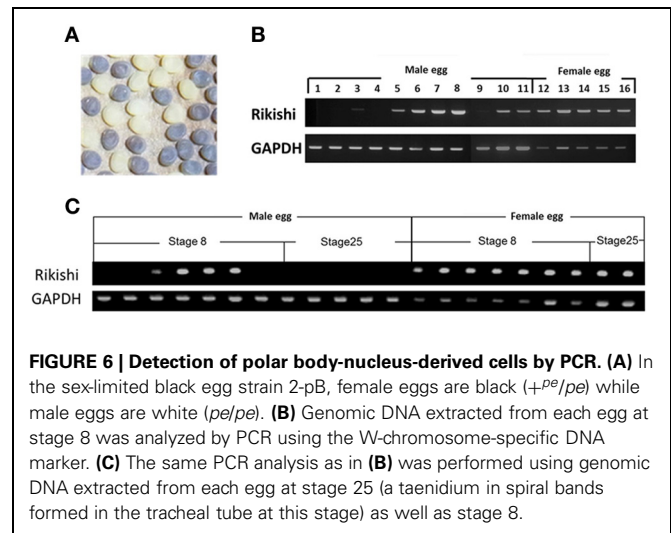 A
B
Male egg Female egg
1 2 3 4 5 6 7 8 9 10 11 12 13 14 15 16
Rikishi
GAPDH
C
Male egg Female egg
Stage 8 Stage25 Stage 8 Stage25
Rikishi
GAPDH
FIGURE 6 | Detection of polar body-nucleus-derived cells by PCR. (A) In
the sex-limited black egg strain 2-pB, female eggs are black (+pe/pe) while
male eggs are white (pe/pe). (B) Genomic DNA extracted from each egg at
stage 8 was analyzed by PCR using the W-chromosome-specific DNA
marker. (C) The same PCR analysis as in (B) was performed using genomic
DNA extracted from each egg at stage 25 (a taenidium in spiral bands
formed in the tracheal tube at this stage) as well as stage 8.